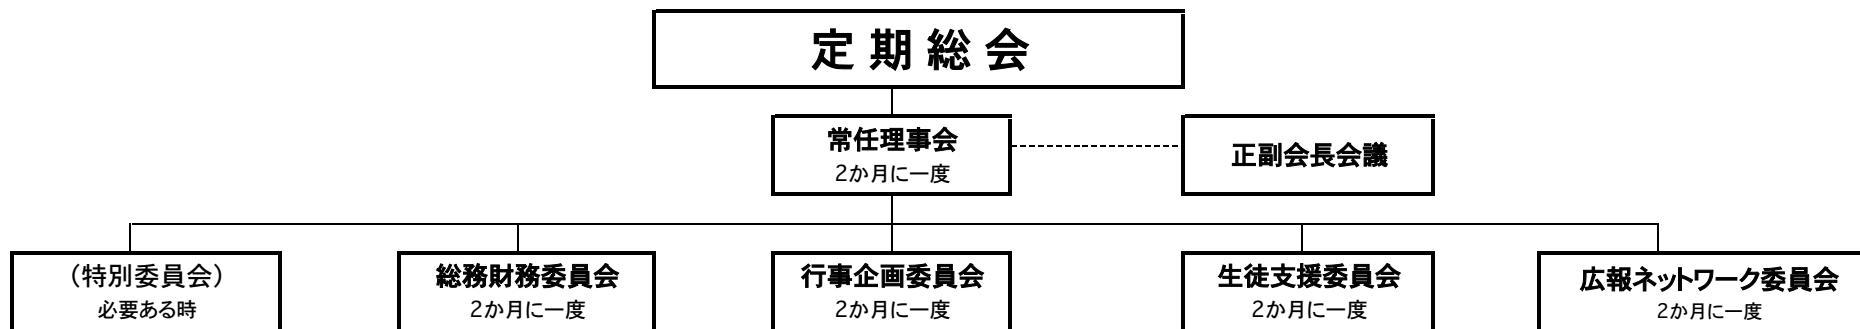 定期総会
常任理事会
2か月に一度
正副会長会議
（特別委員会）
必要ある時
総務財務委員会
2か月に一度
行事企画委員会
2か月に一度
生徒支援委員会
2か月に一度
広報ネットワーク委員会
2か月に一度